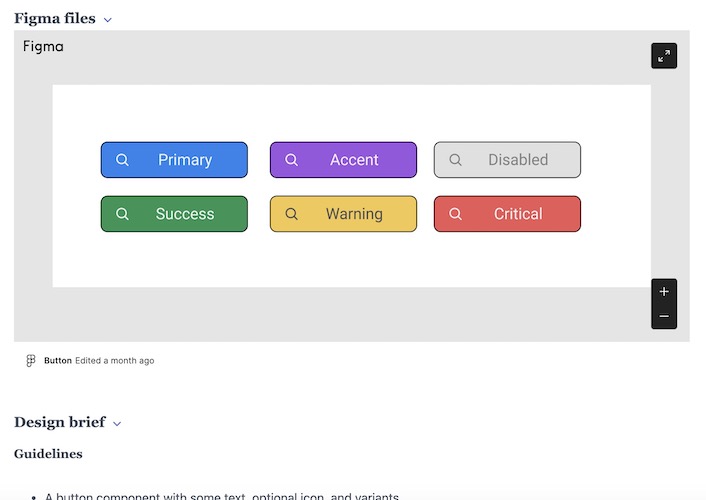 Figma files
Figma
Primary
Accent
Disabled
Success
Warning
Critical
Button Edited a month ago
Design brief
Guidelines
A button component with some text, optional icon, and variants